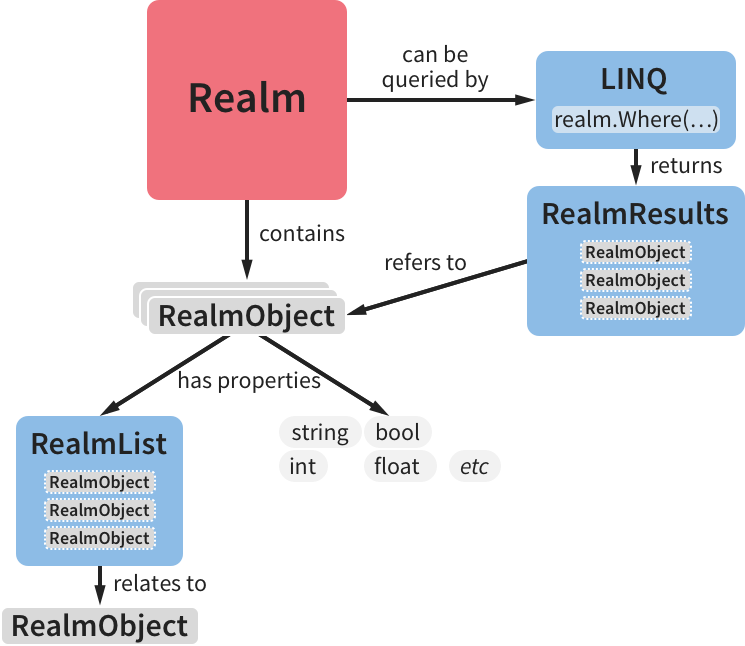 can be
queried by
Realm
LINQ
realm.Where(...)
returns
RealmResults
RealmObject
RealmObject
RealmObject
contains
refers to
RealmObject
has properties
string
bool
int
float
etc
RealmList
RealmObject
RealmObject
RealmObject
relates to
RealmObject